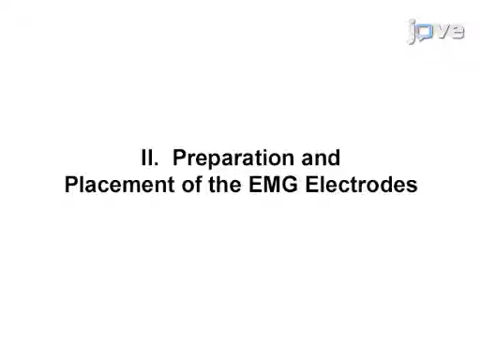 jove
II. Preparation and
Placement of the EMG Electrodes